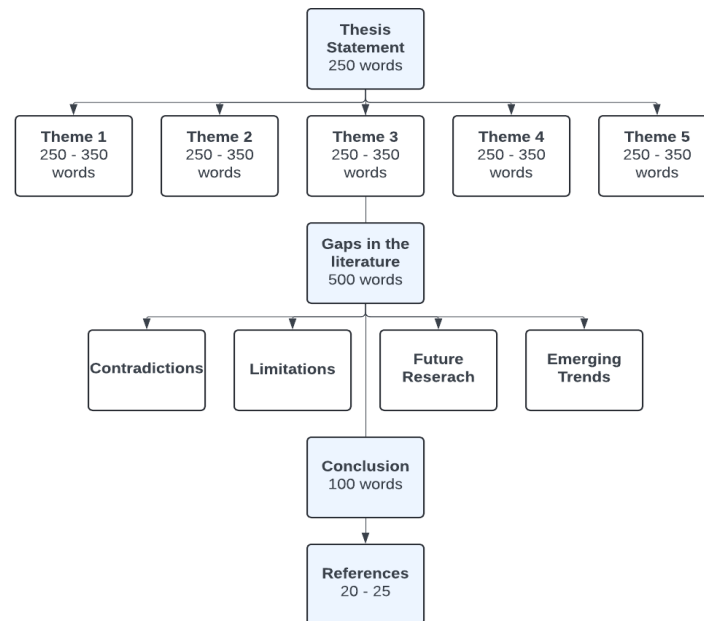 Thesis
Statement
250 words
Theme 1
250 - 350
words
Theme 2
250 - 350
words
Theme 3
250 - 350
words
Theme 4
250 - 350
words
Theme 5
250 - 350
words
Gaps in the
literature
500 words
Contradictions
Limitations
Future
Reserach
Emerging
Trends
Conclusion
100 words
References
20 - 25